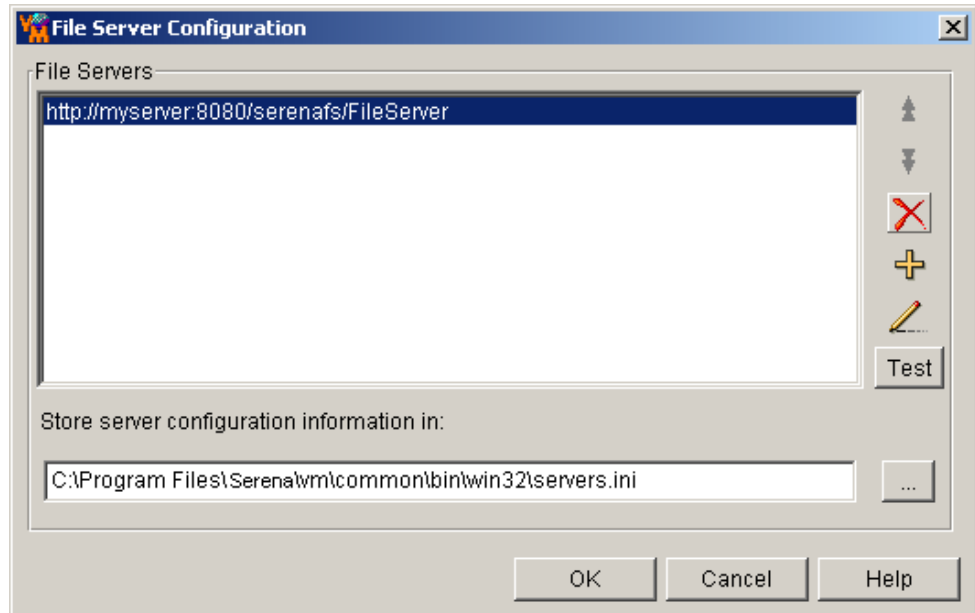 VM File Server Configuration
File Servers
http://myserver:8080/serenafs/FileServer
Test
Store server configuration information in:
C:\Program Files\Serena\vm\common\bin\win32\servers.ini
...
OK Cancel Help